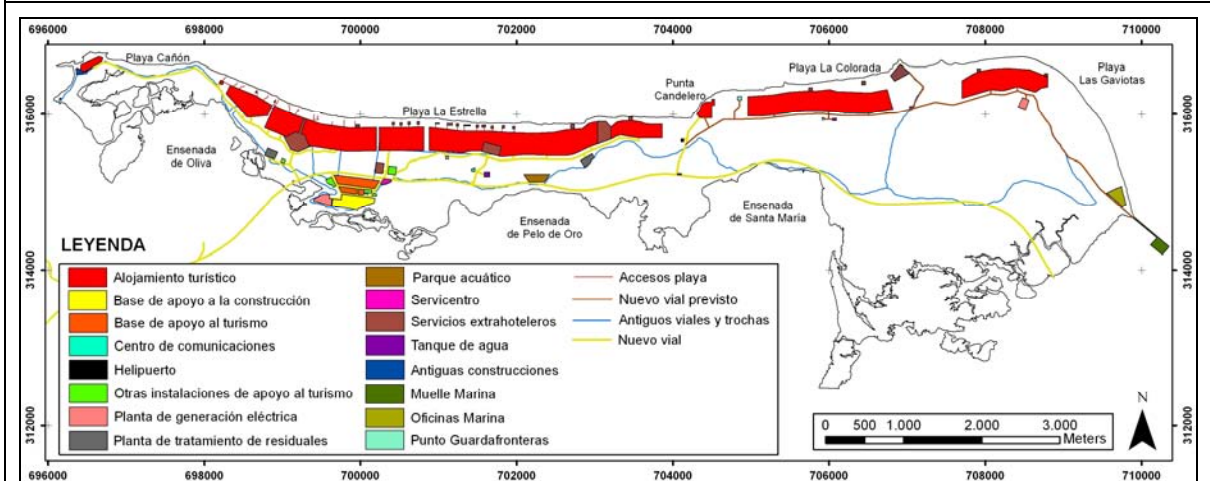 696000 698000 700000 702000 704000 706000 708000 710000
Playa Cañón
Playa La Estrella
Punta
Candelero
Playa La Colorada
Playa
Las Gaviotas
316000
316000
Ensenada
de Oliva
Ensenada
de Pelo de Oro
Ensenada
de Santa María
314000
314000
312000
312000
LEYENDA
Alojamiento turístico
Base de apoyo a la construcción
Base de apoyo al turismo
Centro de comunicaciones
Helipuerto
Otras instalaciones de apoyo al turismo
Planta de generación eléctrica
Planta de tratamiento de residuales
Parque acuático
Servicentro
Servicios extrahoteleros
Tanque de agua
Antiguas construcciones
Muelle Marina
Oficinas Marina
Punto Guardafronteras
Accesos playa
Nuevo vial previsto
Antiguos viales y trochas
Nuevo vial
N
0 500 1.000 2.000 3.000
Meters
696000 698000 700000 702000 704000 706000 708000 710000